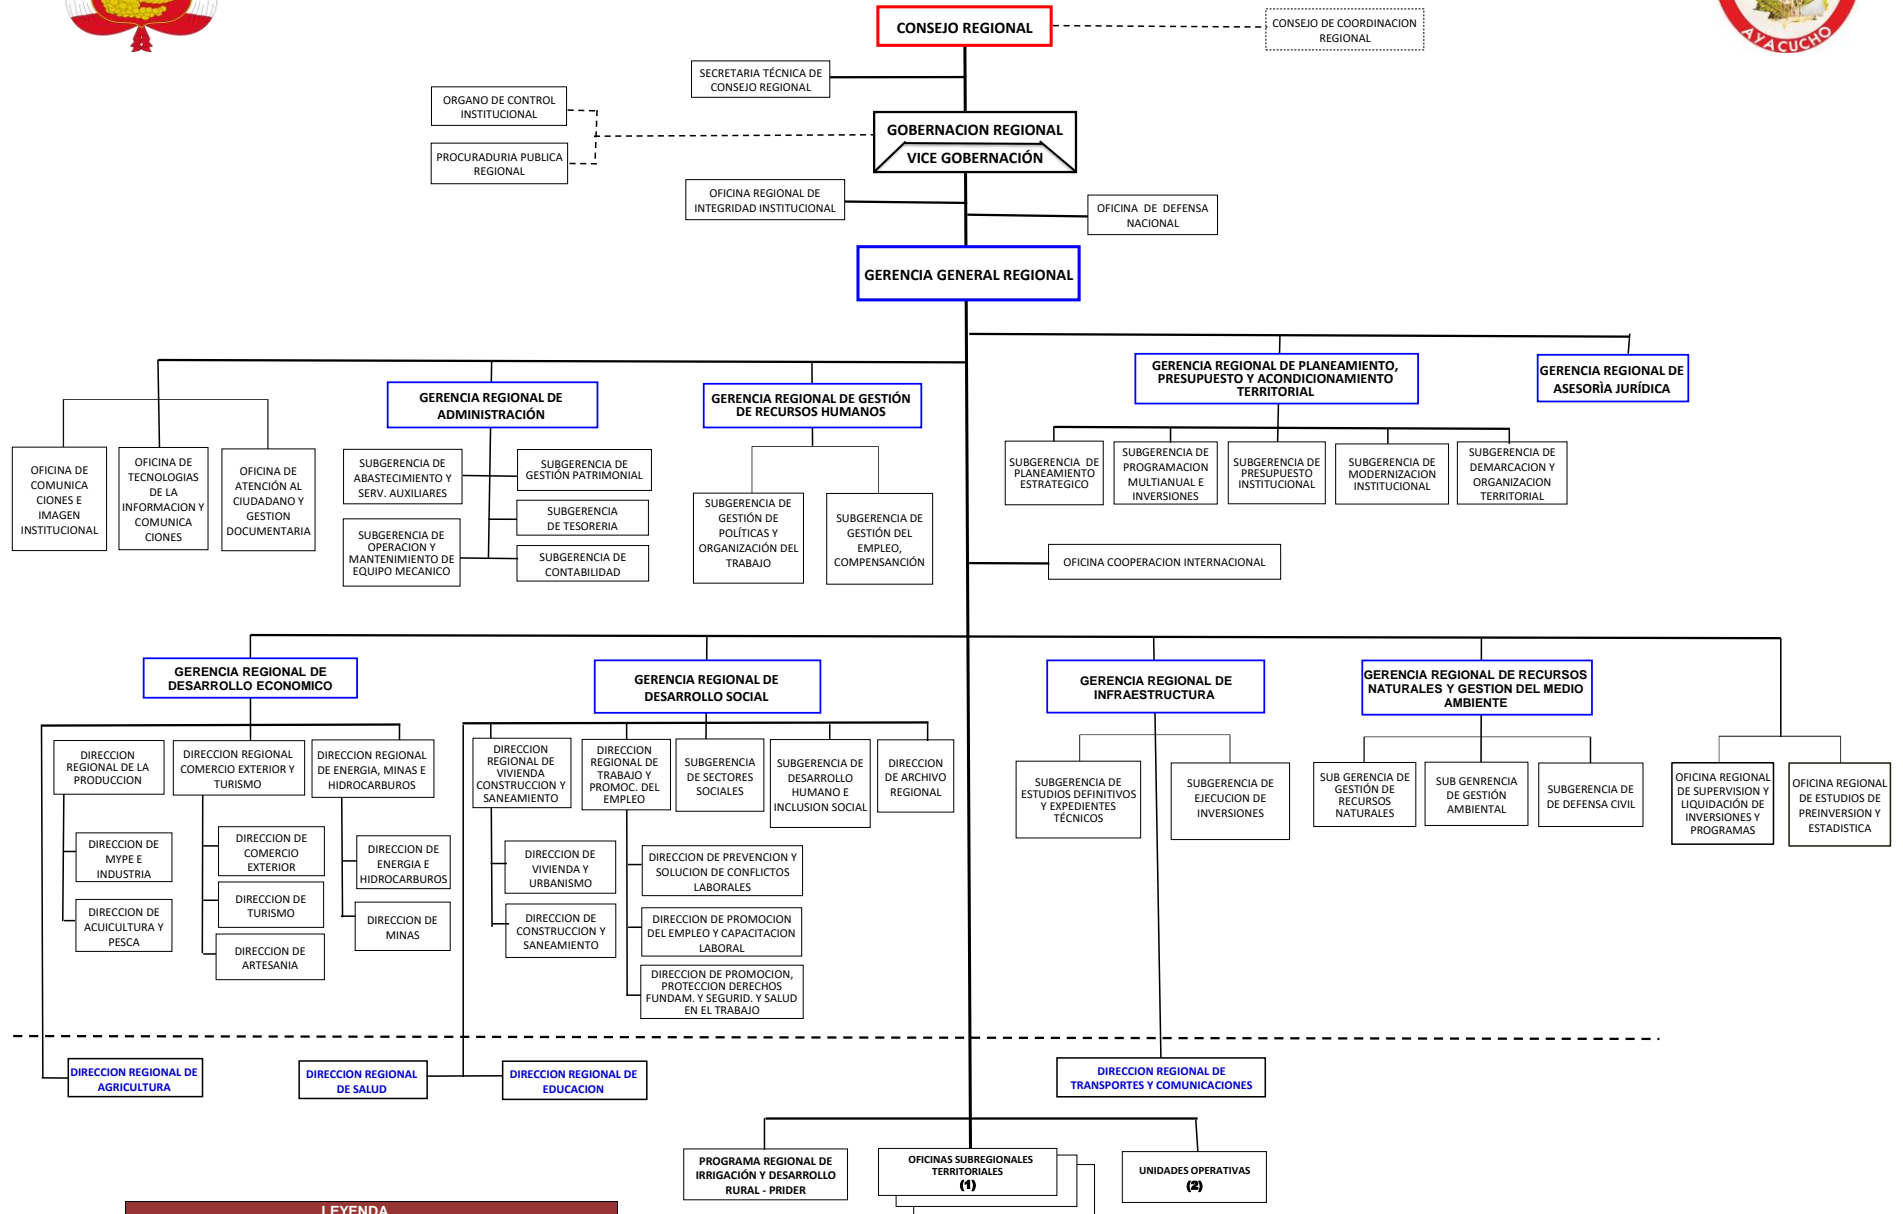 CONSEJO REGIONAL
CONSEJO DE COORDINACION
REGIONAL
AYACUCHO
SECRETARIA TÉCNICA DE
CONSEJO REGIONAL
ORGANO DE CONTROL
INSTITUCIONAL
PROCURADURIA PUBLICA
REGIONAL
GOBERNACION REGIONAL
VICE GOBERNACIÓN
OFICINA REGIONAL DE
INTEGRIDAD INSTITUCIONAL
OFICINA DE DEFENSA
NACIONAL
GERENCIA GENERAL REGIONAL
GERENCIA REGIONAL DE
ADMINISTRACIÓN
GERENCIA REGIONAL DE GESTIÓN
DE RECURSOS HUMANOS
GERENCIA REGIONAL DE PLANEAMIENTO,
PRESUPUESTO Y ACONDICIONAMIENTO
TERRITORIAL
GERENCIA REGIONAL DE
ASESORÌA JURÍDICA
OFICINA DE
COMUNICA
CIONES E
IMAGEN
INSTITUCIONAL
OFICINA DE
TECNOLOGIAS
DE LA
INFORMACION Y
COMUNICA
CIONES
OFICINA DE
ATENCIÓN AL
CIUDADANO Y
GESTION
DOCUMENTARIA
SUBGERENCIA DE
ABASTECIMIENTO Y
SERV. AUXILIARES
SUBGERENCIA DE
GESTIÓN PATRIMONIAL
SUBGERENCIA
DE TESORERIA
SUBGERENCIA DE
OPERACION Y
MANTENIMIENTO DE
EQUIPO MECANICO
SUBGERENCIA DE
CONTABILIDAD
SUBGERENCIA DE
GESTIÓN DE
POLÍTICAS Y
ORGANIZACIÓN DEL
TRABAJO
SUBGERENCIA DE
GESTIÓN DEL
EMPLEO,
COMPENSANCIÓN
SUBGERENCIA DE
PLANEAMIENTO
ESTRATEGICO
SUBGERENCIA DE
PROGRAMACION
MULTIANUAL E
INVERSIONES
SUBGERENCIA DE
PRESUPUESTO
INSTITUCIONAL
SUBGERENCIA DE
MODERNIZACION
INSTITUCIONAL
SUBGERENCIA DE
DEMARCACION Y
ORGANIZACION
TERRITORIAL
OFICINA COOPERACION INTERNACIONAL
GERENCIA REGIONAL DE
DESARROLLO ECONOMICO
GERENCIA REGIONAL DE
DESARROLLO SOCIAL
GERENCIA REGIONAL DE
INFRAESTRUCTURA
GERENCIA REGIONAL DE RECURSOS
NATURALES Y GESTION DEL MEDIO
AMBIENTE
DIRECCION
REGIONAL DE LA
PRODUCCION
DIRECCION REGIONAL
COMERCIO EXTERIOR Y
TURISMO
DIRECCION REGIONAL
DE ENERGIA, MINAS E
HIDROCARBUROS
DIRECCION
REGIONAL DE
VIVIENDA
CONSTRUCCION Y
SANEAMIENTO
DIRECCION
REGIONAL DE
TRABAJO Y
PROMOC. DEL
EMPLEO
SUBGERENCIA
DE SECTORES
SOCIALES
SUBGERENCIA DE
DESARROLLO
HUMANO E
INCLUSION SOCIAL
DIRECCION
DE ARCHIVO
REGIONAL
SUBGERENCIA DE
ESTUDIOS DEFINITIVOS
Y EXPEDIENTES
TÉCNICOS
SUBGERENCIA DE
EJECUCION DE
INVERSIONES
SUB GERENCIA DE
GESTIÓN DE
RECURSOS
NATURALES
SUB GENRENCIA
DE GESTIÓN
AMBIENTAL
SUBGERENCIA DE
DE DEFENSA CIVIL
OFICINA REGIONAL
DE SUPERVISION Y
LIQUIDACIÓN DE
INVERSIONES Y
PROGRAMAS
OFICINA REGIONAL
DE ESTUDIOS DE
PREINVERSION Y
ESTADISTICA
DIRECCION DE
MYPE E
INDUSTRIA
DIRECCION DE
COMERCIO
EXTERIOR
DIRECCION DE
ENERGIA E
HIDROCARBUROS
DIRECCION DE
VIVIENDA Y
URBANISMO
DIRECCION DE PREVENCION Y
SOLUCION DE CONFLICTOS
LABORALES
DIRECCION DE
ACUICULTURA Y
PESCA
DIRECCION DE
TURISMO
DIRECCION DE
MINAS
DIRECCION DE
CONSTRUCCION Y
SANEAMIENTO
DIRECCION DE PROMOCION
DEL EMPLEO Y CAPACITACION
LABORAL
DIRECCION DE
ARTESANIA
DIRECCION DE PROMOCION,
PROTECCION DERECHOS
FUNDAM. Y SEGURID. Y SALUD
EN EL TRABAJO
DIRECCION REGIONAL DE
AGRICULTURA
DIRECCION REGIONAL
DE SALUD
DIRECCION REGIONAL DE
EDUCACION
DIRECCION REGIONAL DE
TRANSPORTES Y COMUNICACIONES
PROGRAMA REGIONAL DE
IRRIGACIÓN Y DESARROLLO
RURAL - PRIDER
OFICINAS SUBREGIONALES
TERRITORIALES
(1)
UNIDADES OPERATIVAS
(2)
LEYENDA